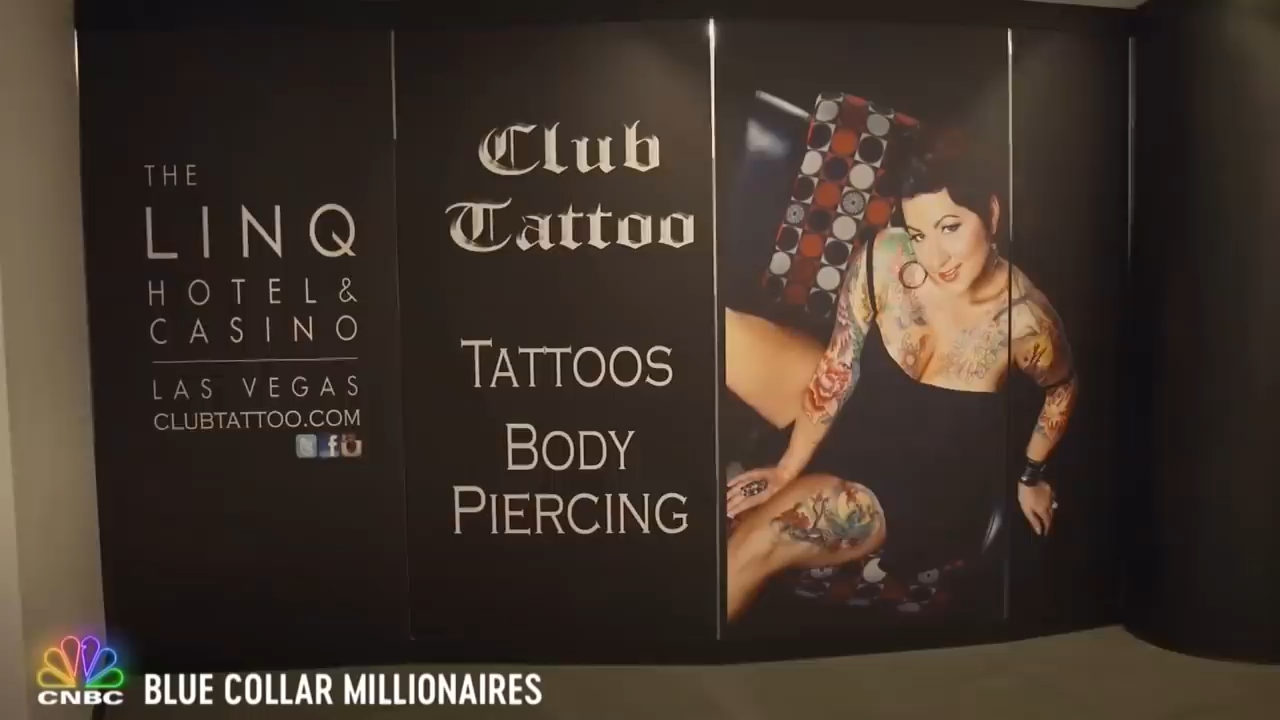 THE
LINQ
HOTEL &
CASINO
LAS VEGAS
CLUBTATTOO.COM
Club
Tattoo
TATTOOS
BODY
PIERCING
CNBC
BLUE COLLAR MILLIONAIRES